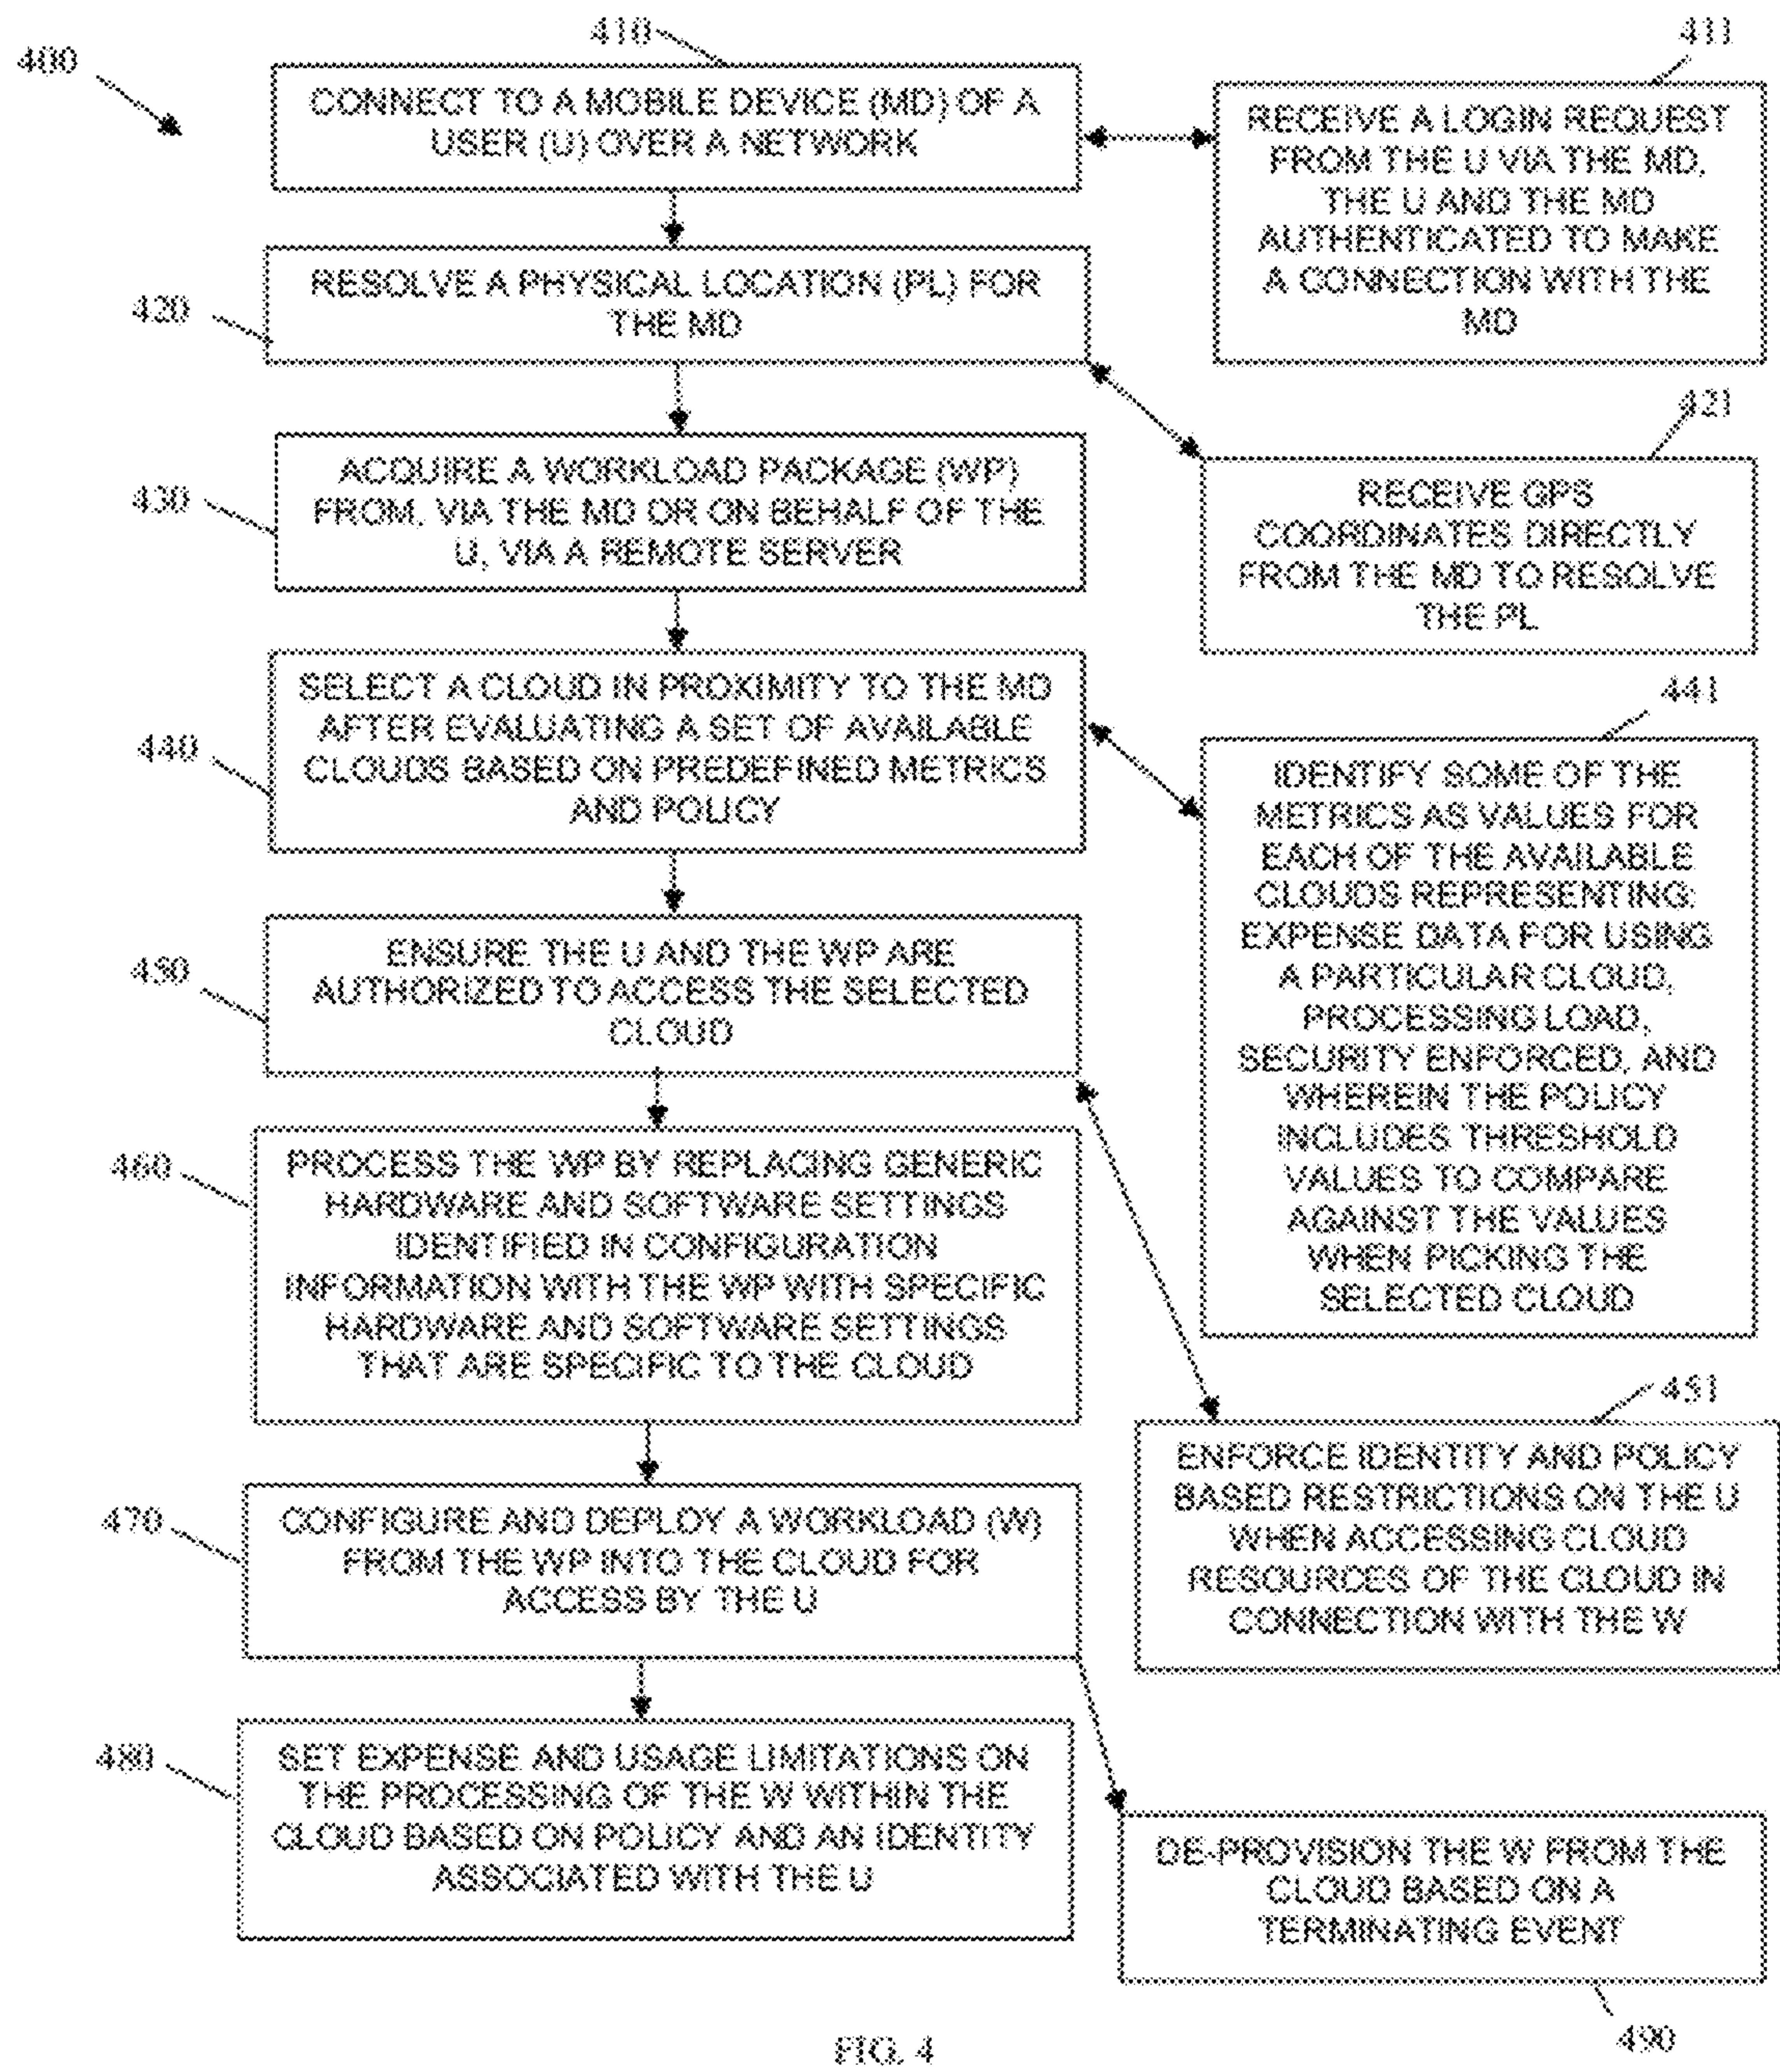 400
410
CONNECT TO A MOBILE DEVICE (MD) OF A
USER (U) OVER A NETWORK
411
RECEIVE A LOGIN REQUEST
FROM THE U VIA THE MD,
THE U AND THE MD
AUTHENTICATED TO MAKE
A CONNECTION WITH THE
MD
420
RESOLVE A PHYSICAL LOCATION (PL) FOR
THE MD
421
RECEIVE GPS
COORDINATES DIRECTLY
FROM THE MD TO RESOLVE
THE PL
430
ACQUIRE A WORKLOAD PACKAGE (WP)
FROM, VIA THE MD OR ON BEHALF OF THE
U, VIA A REMOTE SERVER
440
SELECT A CLOUD IN PROXIMITY TO THE MD
AFTER EVALUATING A SET OF AVAILABLE
CLOUDS BASED ON PREDEFINED METRICS
AND POLICY
441
IDENTIFY SOME OF THE
METRICS AS VALUES FOR
EACH OF THE AVAILABLE
CLOUDS REPRESENTING:
EXPENSE DATA FOR USING
A PARTICULAR CLOUD,
PROCESSING LOAD,
SECURITY ENFORCED, AND
WHEREIN THE POLICY
INCLUDES THRESHOLD
VALUES TO COMPARE
AGAINST THE VALUES
WHEN PICKING THE
SELECTED CLOUD
450
ENSURE THE U AND THE WP ARE
AUTHORIZED TO ACCESS THE SELECTED
CLOUD
451
ENFORCE IDENTITY AND POLICY
BASED RESTRICTIONS ON THE U
WHEN ACCESSING CLOUD
RESOURCES OF THE CLOUD IN
CONNECTION WITH THE W
460
PROCESS THE WP BY REPLACING GENERIC
HARDWARE AND SOFTWARE SETTINGS
IDENTIFIED IN CONFIGURATION
INFORMATION WITH THE WP WITH SPECIFIC
HARDWARE AND SOFTWARE SETTINGS
THAT ARE SPECIFIC TO THE CLOUD
470
CONFIGURE AND DEPLOY A WORKLOAD (W)
FROM THE WP INTO THE CLOUD FOR
ACCESS BY THE U
480
SET EXPENSE AND USAGE LIMITATIONS ON
THE PROCESSING OF THE W WITHIN THE
CLOUD BASED ON POLICY AND AN IDENTITY
ASSOCIATED WITH THE U
DE-PROVISION THE W FROM THE
CLOUD BASED ON A
TERMINATING EVENT
490
FIG. 4